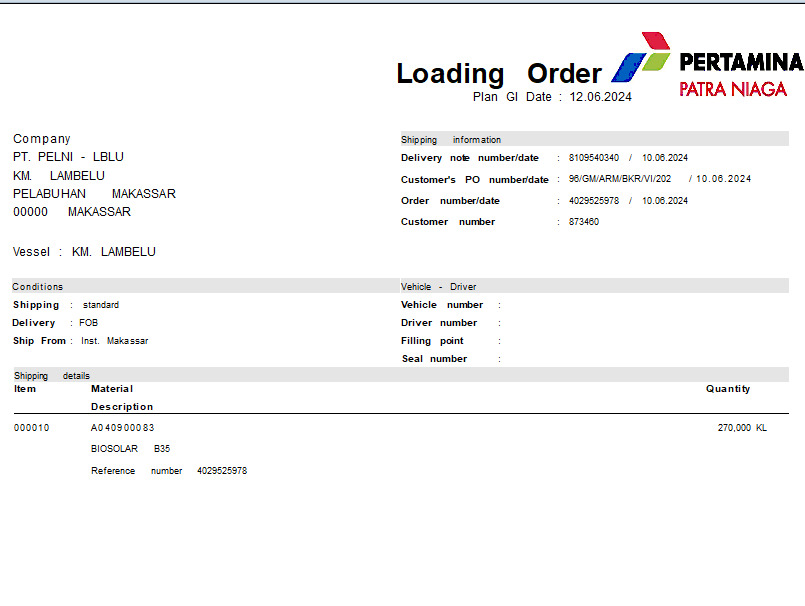 Loading Order
PERTAMINA
PATRA NIAGA
Plan GI Date : 12.06.2024
Company
PT. PELNI - LBLU
KM. LAMBELU
PELABUHAN MAKASSAR
00000 MAKASSAR
Vessel : KM. LAMBELU
Shipping information
Delivery note number/date : 8109540340 / 10.06.2024
Customer's PO number/date : 96/GM/ARM/BKR/VI/202 / 10.06.2024
Order number/date : 4029525978 / 10.06.2024
Customer number : 873460
Conditions
Shipping : standard
Delivery : FOB
Ship From : Inst. Makassar
Vehicle - Driver
Vehicle number :
Driver number :
Filling point :
Seal number :
Shipping details
Item Material Quantity
Description
000010 A040900083 270,000 KL
BIOSOLAR B35
Reference number 4029525978